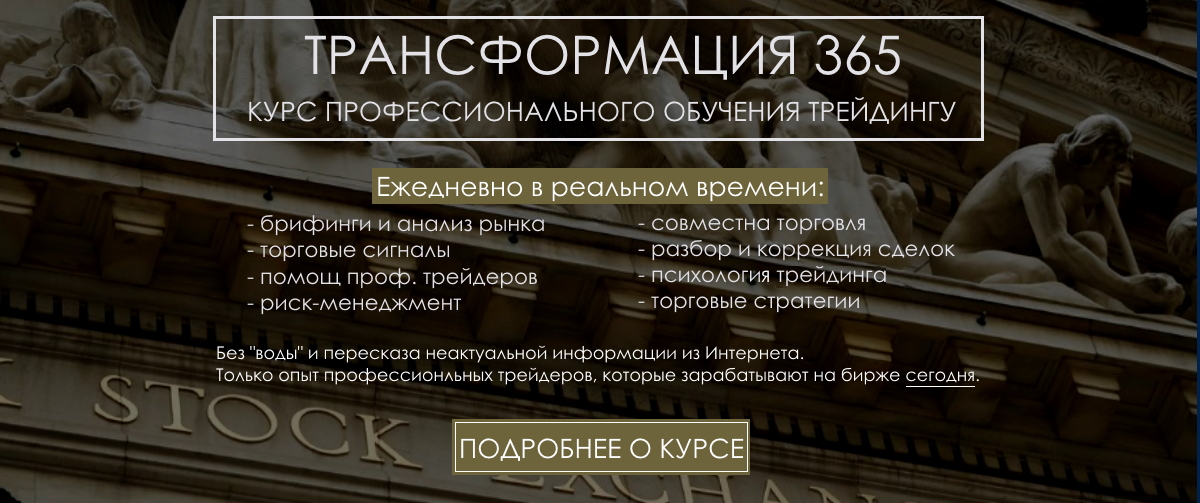 ТРАНСФОРМАЦИЯ 365
КУРС ПРОФЕССИОНАЛЬНОГО ОБУЧЕНИЯ ТРЕЙДИНГУ
Ежедневно в реальном времени:
- брифинги и анализ рынка
- торговые сигналы
- помощ проф. трейдеров
- риск-менеджмент
- совместна торговля
- разбор и коррекция сделок
- психология трейдинга
- торговые стратегии
Без "воды" и пересказа неактуальной информации из Интернета.
Только опыт профессионльных трейдеров, которые зарабатывают на бирже сегодня.
STOCK
EXCHAN
ПОДРОБНЕЕ О КУРСЕ